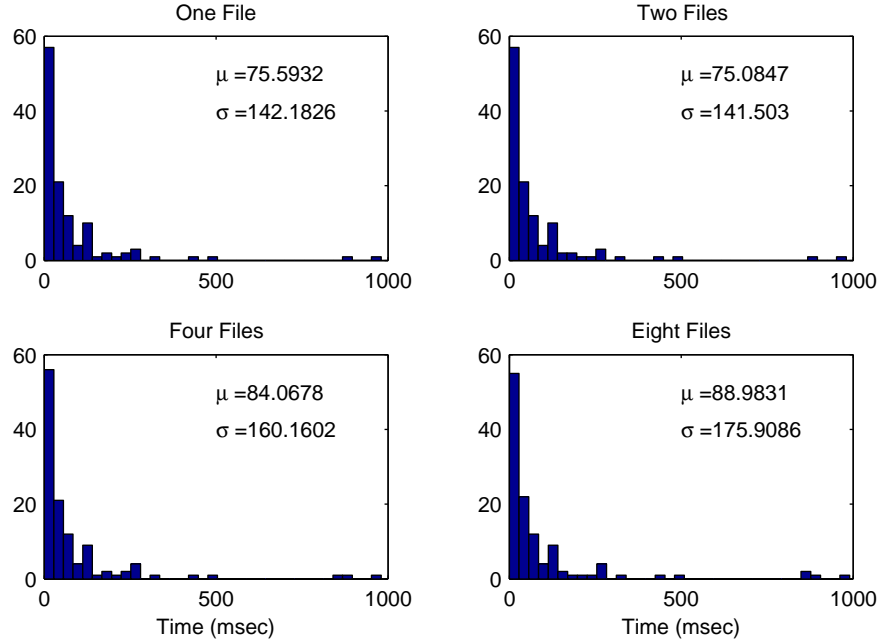 One File
60
40
20
0
0 500 1000
μ =75.5932
σ =142.1826
Two Files
60
40
20
0
0 500 1000
μ =75.0847
σ =141.503
Four Files
60
40
20
0
0 500 1000
μ =84.0678
σ =160.1602
Time (msec)
Eight Files
60
40
20
0
0 500 1000
μ =88.9831
σ =175.9086
Time (msec)